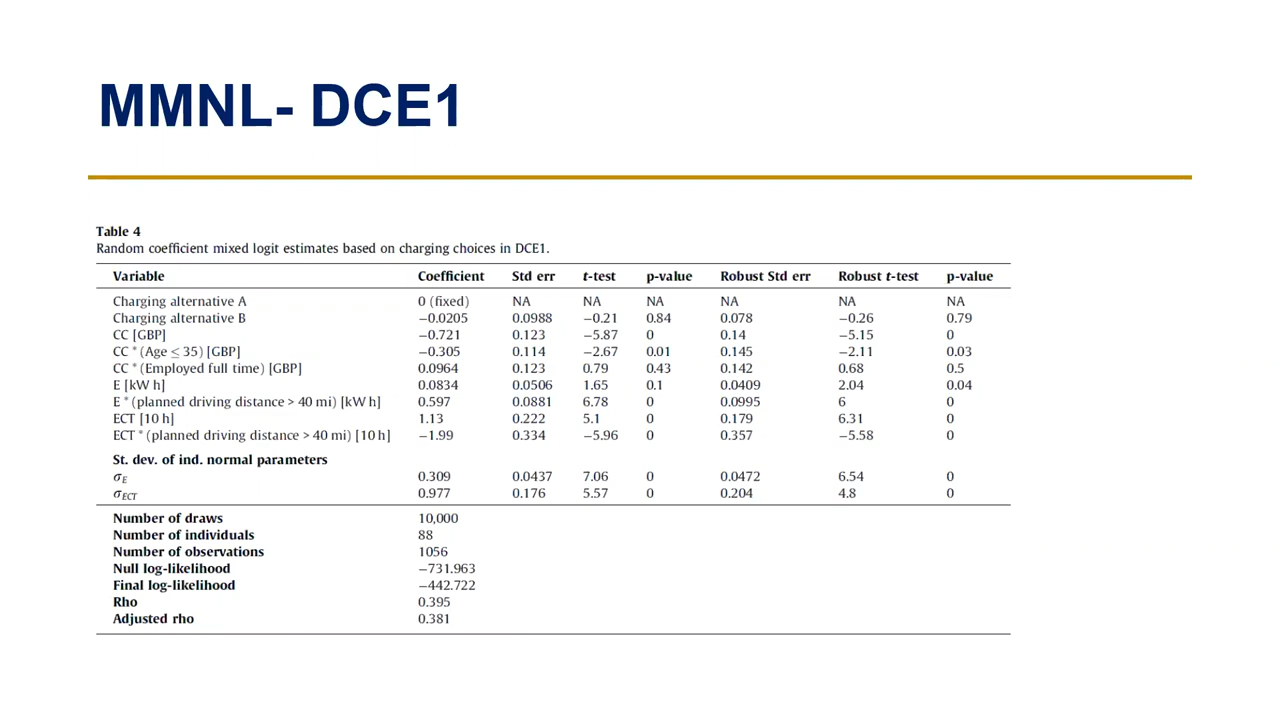 MMNL- DCE1
Table 4
Random coefficient mixed logit estimates based on charging choices in DCE1.
Variable Coefficient Std err t-test p-value Robust Std err Robust t-test p-value
Charging alternative A 0 (fixed) NA NA NA NA NA NA
Charging alternative B −0.0205 0.0988 −0.21 0.84 0.078 −0.26 0.79
CC [GBP] −0.721 0.123 −5.87 0 0.14 −5.15 0
CC * (Age ≤ 35) [GBP] −0.305 0.114 −2.67 0.01 0.145 −2.11 0.03
CC * (Employed full time) [GBP] 0.0964 0.123 0.79 0.43 0.142 0.68 0.5
E [kW h] 0.0834 0.0506 1.65 0.1 0.0409 2.04 0.04
E * (planned driving distance > 40 mi) [kW h] 0.597 0.0881 6.78 0 0.0995 6 0
ECT [10 h] 1.13 0.222 5.1 0 0.179 6.31 0
ECT * (planned driving distance > 40 mi) [10 h] −1.99 0.334 −5.96 0 0.357 −5.58 0
St. dev. of ind. normal parameters
σE 0.309 0.0437 7.06 0 0.0472 6.54 0
σECT 0.977 0.176 5.57 0 0.204 4.8 0
Number of draws 10,000
Number of individuals 88
Number of observations 1056
Null log-likelihood −731.963
Final log-likelihood −442.722
Rho 0.395
Adjusted rho 0.381